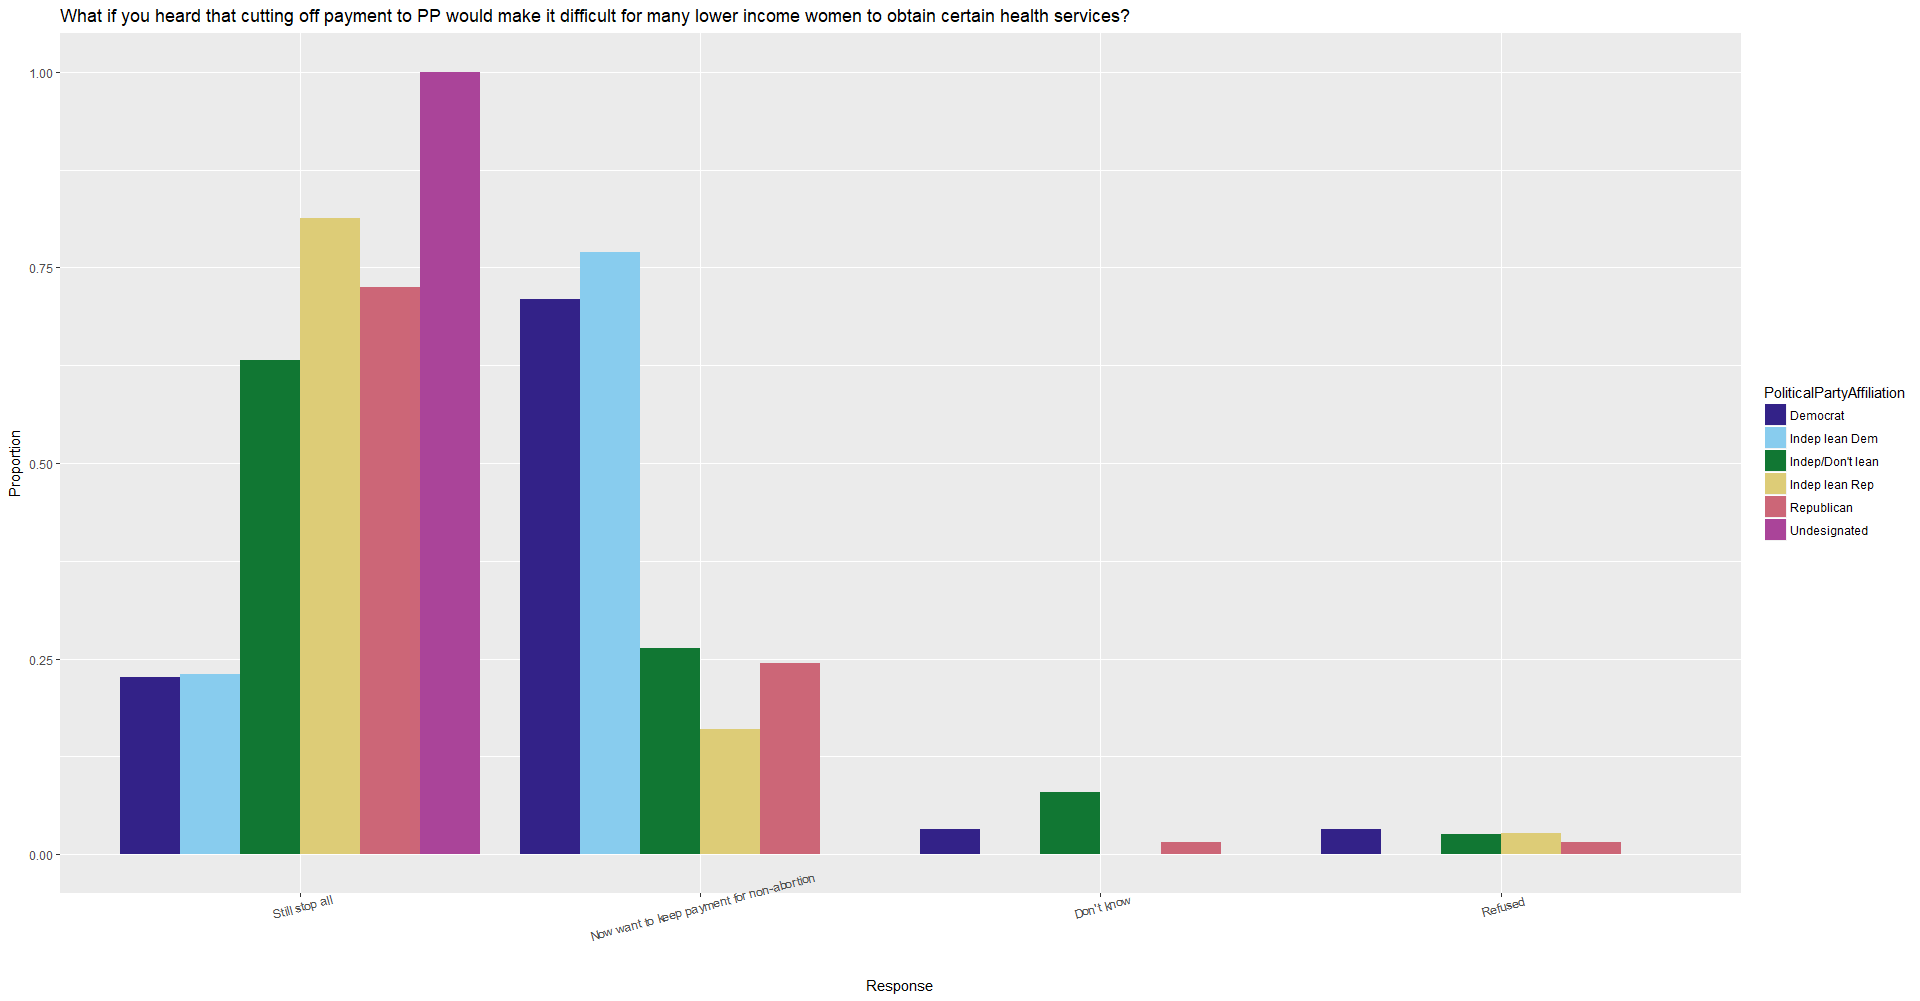 What if you heard that cutting off payment to PP would make it difficult for many lower income women to obtain certain health services?
1.00
0.75
0.50
0.25
0.00
Proportion
Still stop all
Now want to keep payment for non-abortion
Don't know
Refused
Response
PoliticalPartyAffiliation
Democrat
Indep lean Dem
Indep/Don't lean
Indep lean Rep
Republican
Undesignated